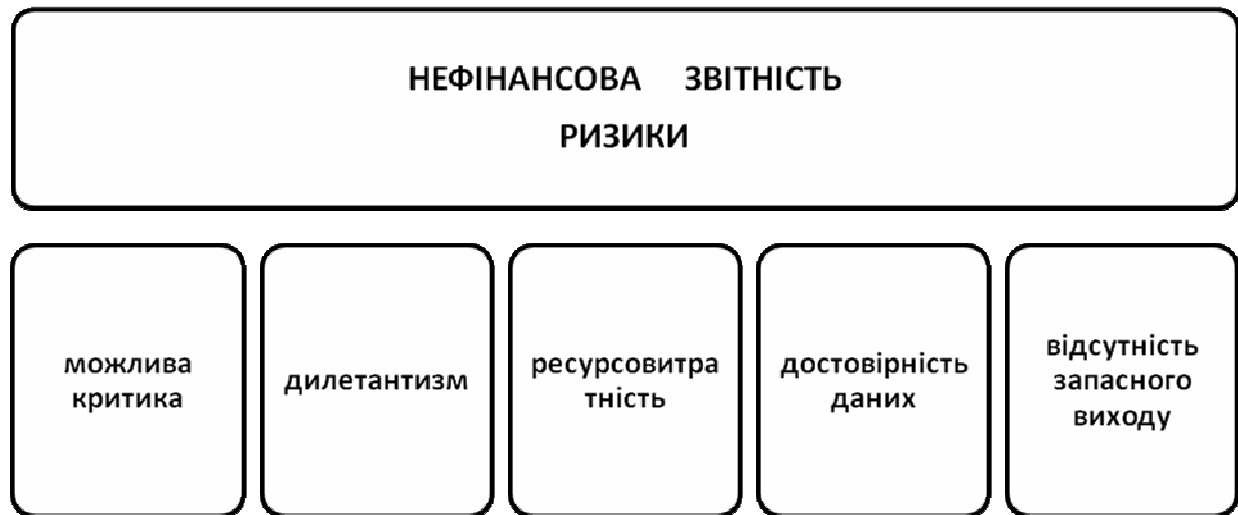 НЕФІНАНСОВА ЗВІТНІСТЬ
РИЗИКИ
можлива
критика
дилетантизм
ресурсовитра
тність
достовірність
даних
відсутність
запасного
виходу